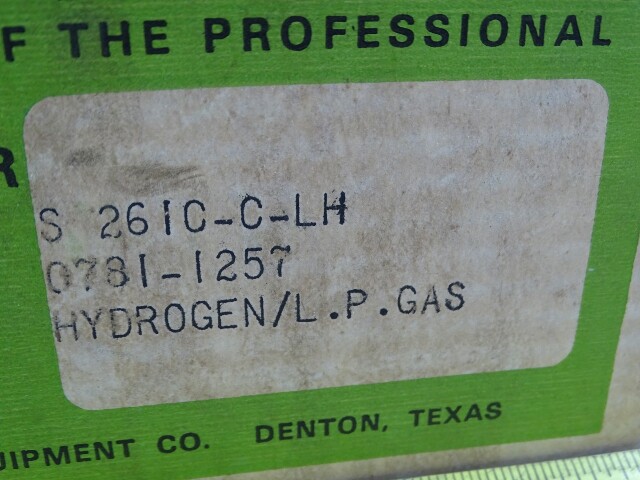 F THE PROFESSIONAL
R
S 261C-C-LH
0781-1257
HYDROGEN/L.P.GAS
UIPMENT CO. DENTON, TEXAS